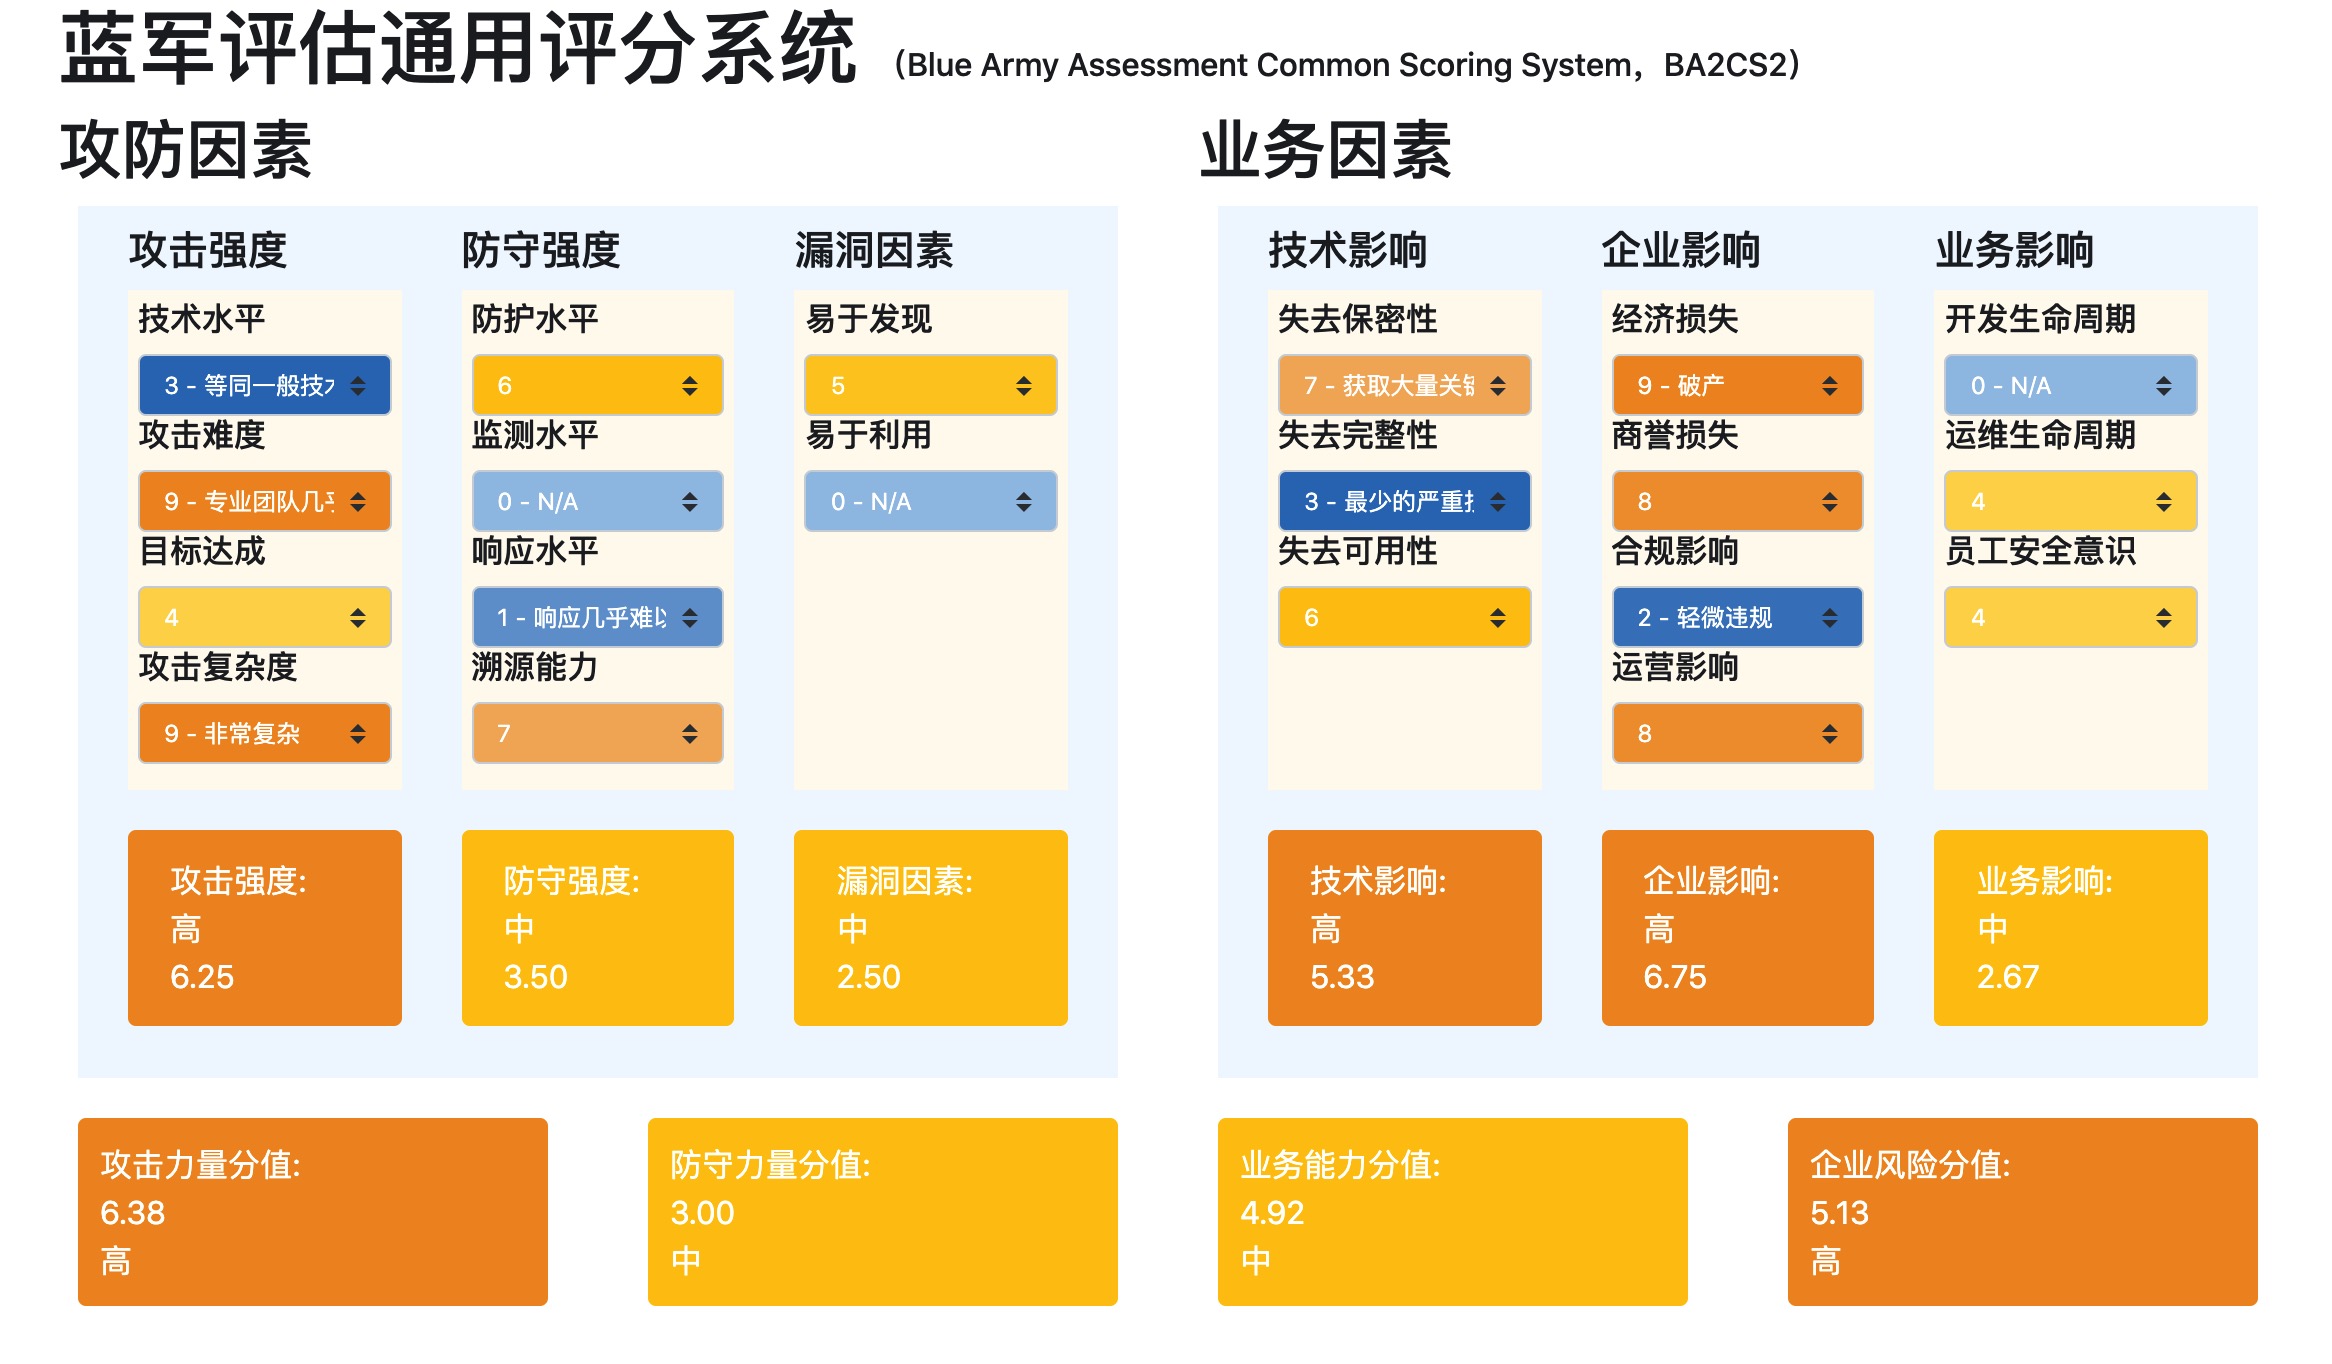 蓝军评估通用评分系统 （Blue Army Assessment Common Scoring System，BA2CS2）
攻防因素
攻击强度
技术水平
3 - 等同一般技
攻击难度
9 - 专业团队几
目标达成
4
攻击复杂度
9 - 非常复杂
防守强度
防护水平
6
监测水平
0 - N/A
响应水平
1 - 响应几乎难以
溯源能力
7
漏洞因素
易于发现
5
易于利用
0 - N/A
攻击强度:
高
6.25
防守强度:
中
3.50
漏洞因素:
中
2.50
业务因素
技术影响
失去保密性
7 - 获取大量关键
失去完整性
3 - 最少的严重
失去可用性
6
企业影响
经济损失
9 - 破产
商誉损失
8
合规影响
2 - 轻微违规
运营影响
8
业务影响
开发生命周期
0 - N/A
运维生命周期
4
员工安全意识
4
技术影响:
高
5.33
企业影响:
高
6.75
业务影响:
中
2.67
攻击力量分值:
6.38
高
防守力量分值:
3.00
中
业务能力分值:
4.92
中
企业风险分值:
5.13
高